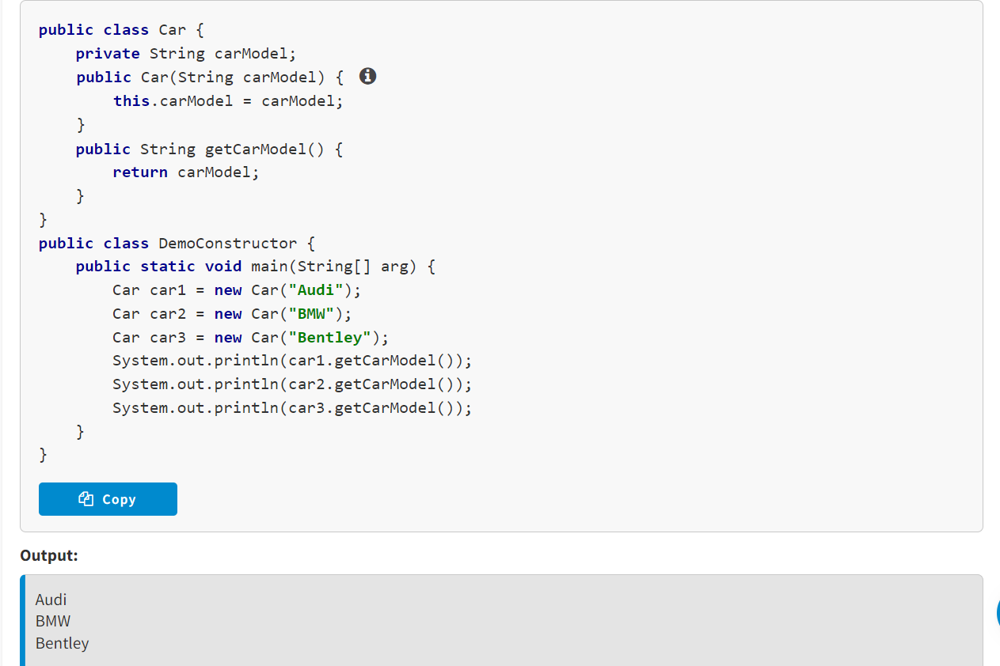 public class Car {
    private String carModel;
    public Car(String carModel) {
        this.carModel = carModel;
    }
    public String getCarModel() {
        return carModel;
    }
}
public class DemoConstructor {
    public static void main(String[] arg) {
        Car car1 = new Car("Audi");
        Car car2 = new Car("BMW");
        Car car3 = new Car("Bentley");
        System.out.println(car1.getCarModel());
        System.out.println(car2.getCarModel());
        System.out.println(car3.getCarModel());
    }
}
Copy
Output:
Audi
BMW
Bentley